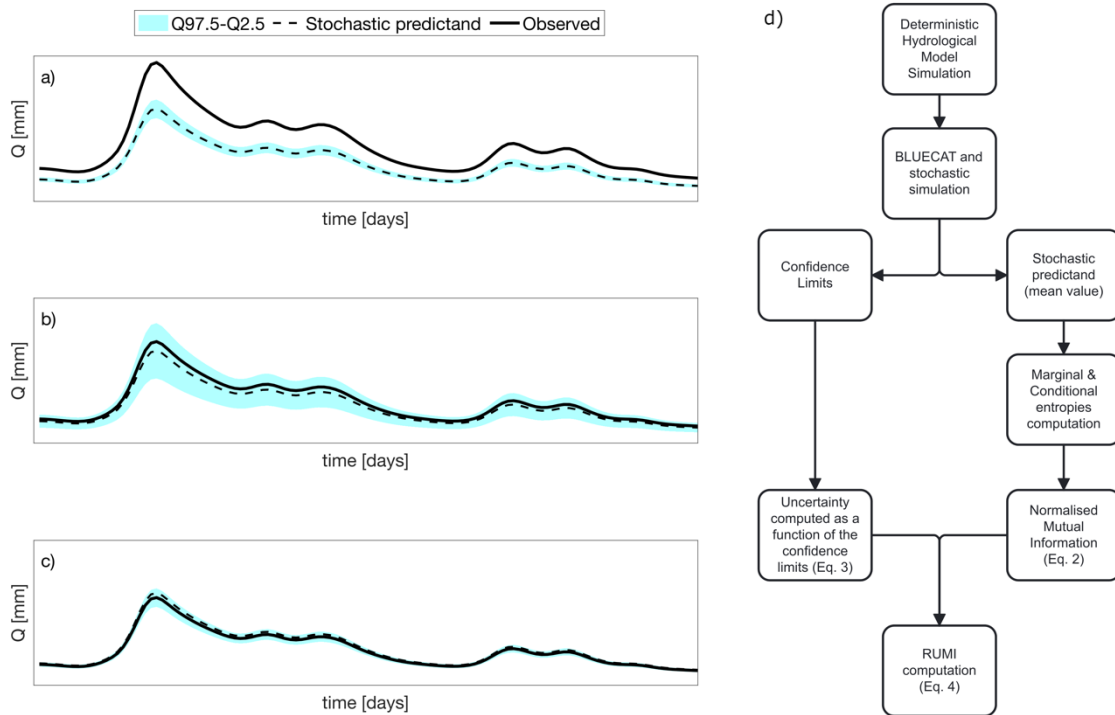 Q97.5-Q2.5
Stochastic predictand
Observed
a)
Q [mm]
time [days]
b)
Q [mm]
time [days]
c)
Q [mm]
time [days]
d)
Deterministic
Hydrological
Model
Simulation
BLUECAT and
stochastic
simulation
Confidence
Limits
Stochastic
predictand
(mean value)
Marginal &
Conditional
entropies
computation
Uncertainty
computed as a
function of the
confidence
limits (Eq. 3)
Normalised
Mutual
Information
(Eq. 2)
RUMI
computation
(Eq. 4)